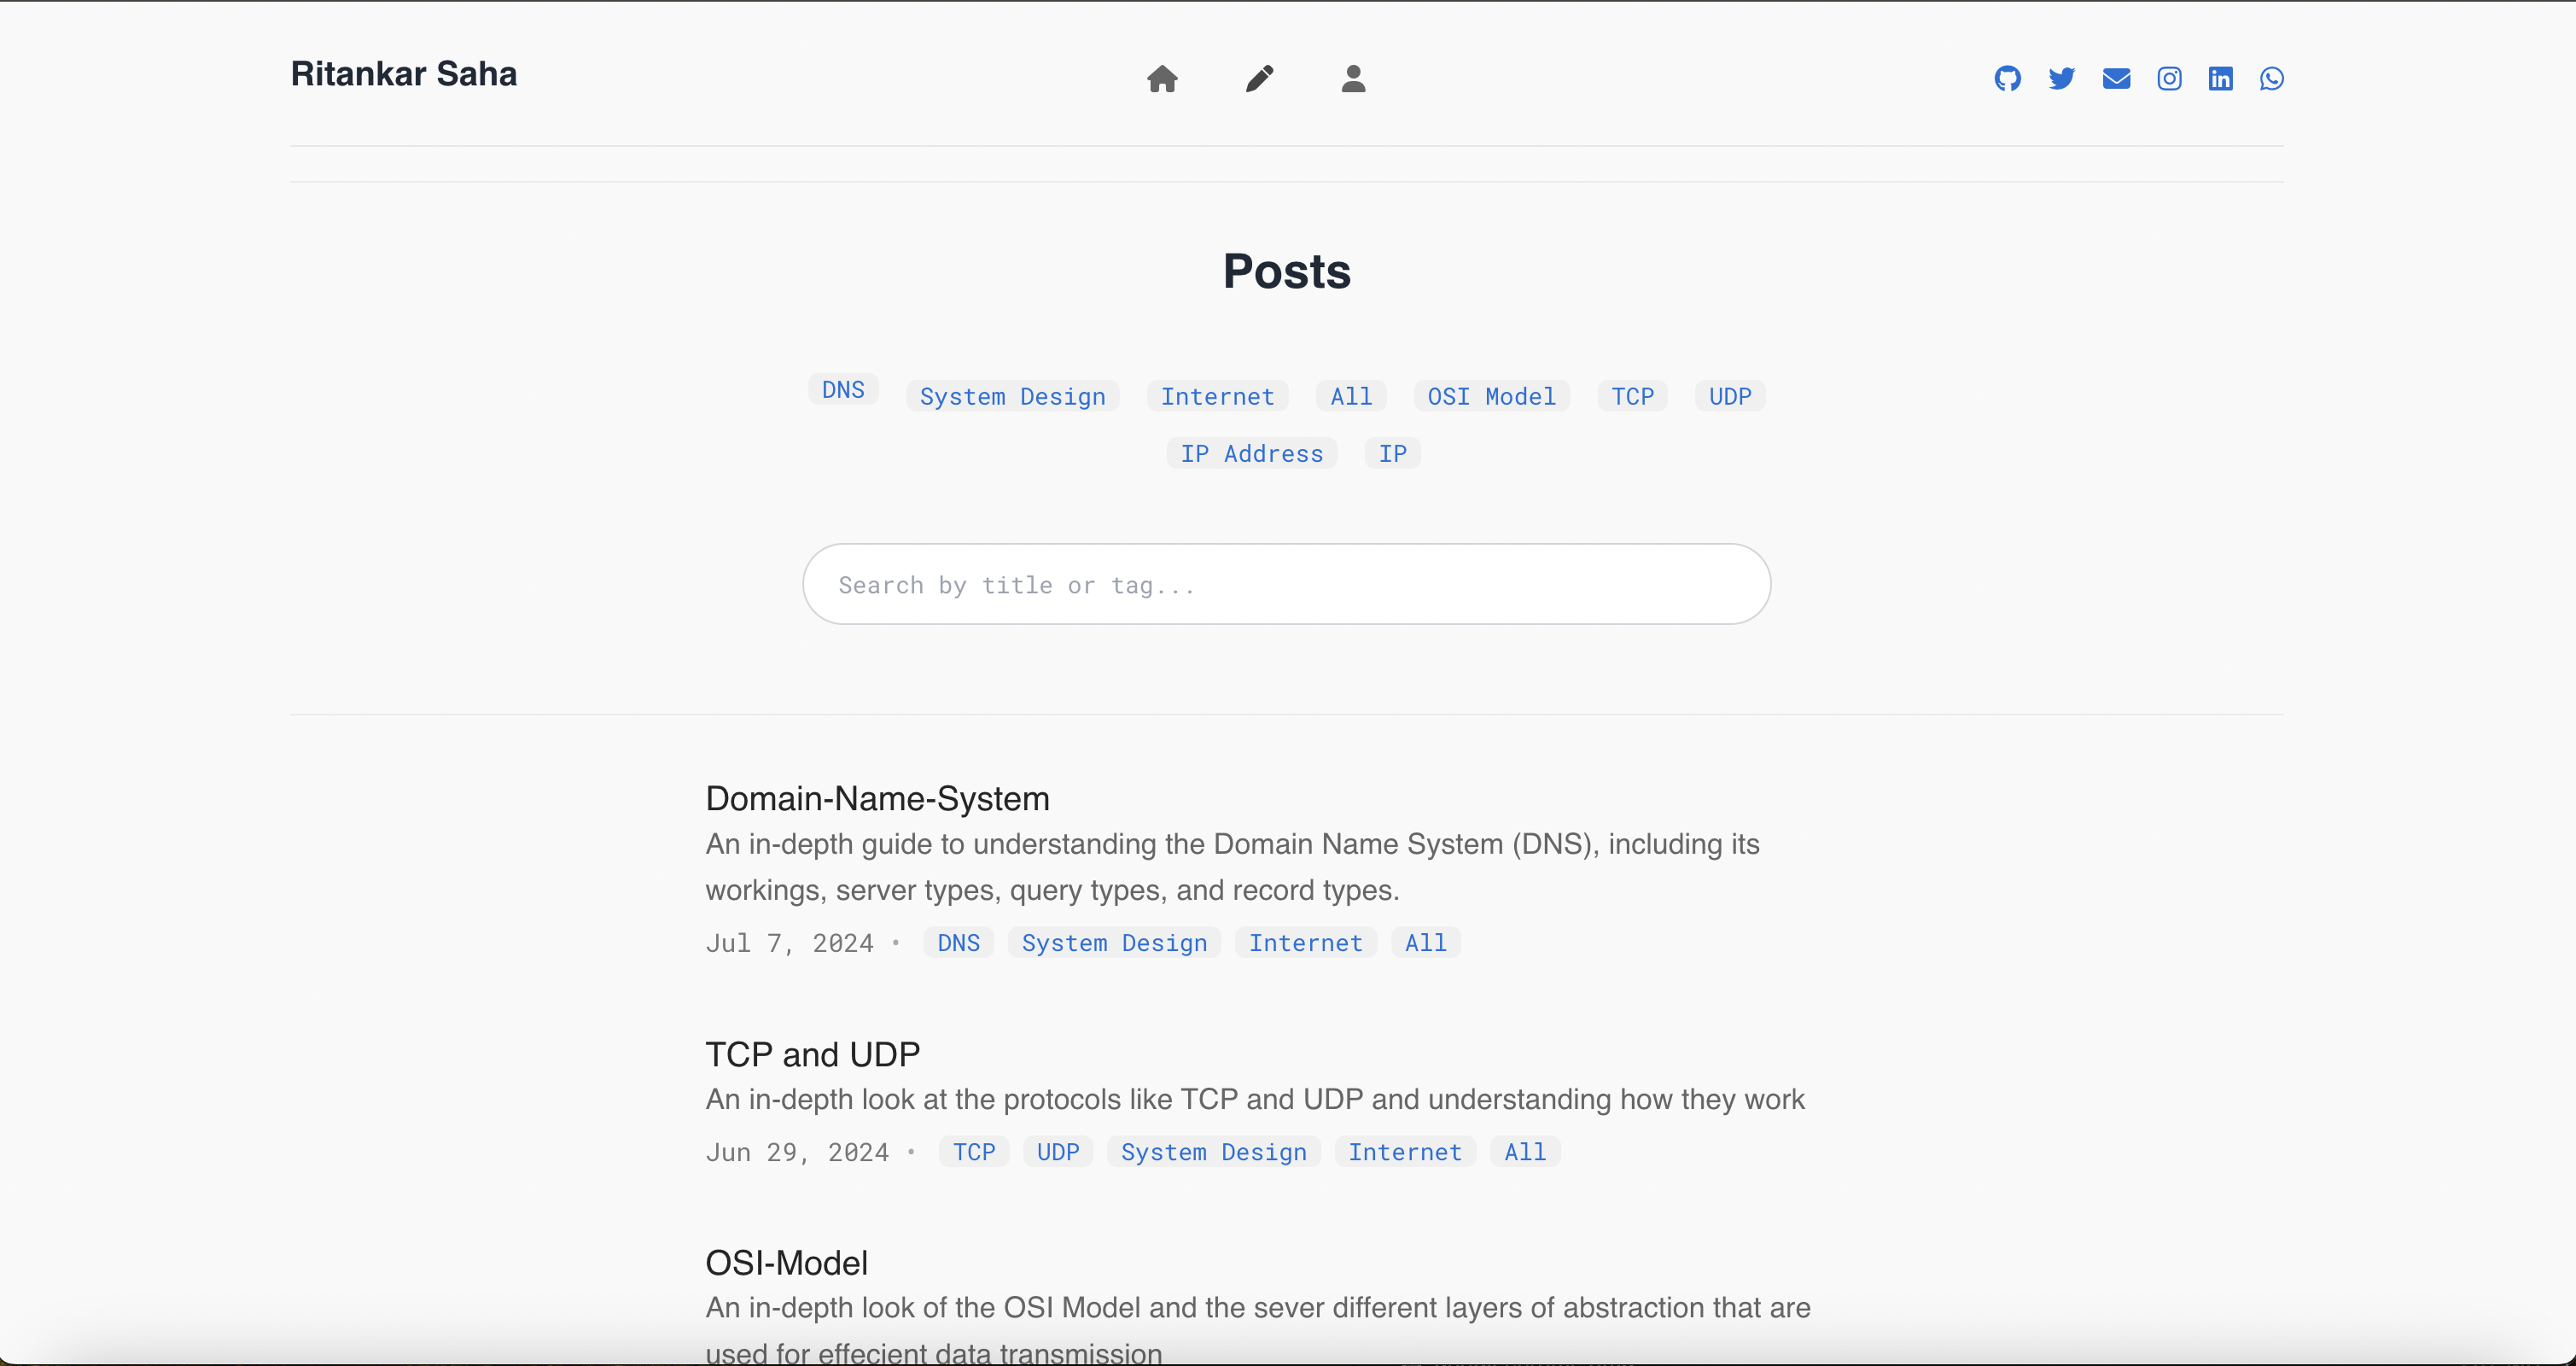 Ritankar Saha
Posts
DNS System Design Internet All OSI Model TCP UDP
IP Address IP
Search by title or tag...
Domain-Name-System
An in-depth guide to understanding the Domain Name System (DNS), including its
workings, server types, query types, and record types.
Jul 7, 2024 • DNS System Design Internet All
TCP and UDP
An in-depth look at the protocols like TCP and UDP and understanding how they work
Jun 29, 2024 • TCP UDP System Design Internet All
OSI-Model
An in-depth look of the OSI Model and the sever different layers of abstraction that are
used for effecient data transmission